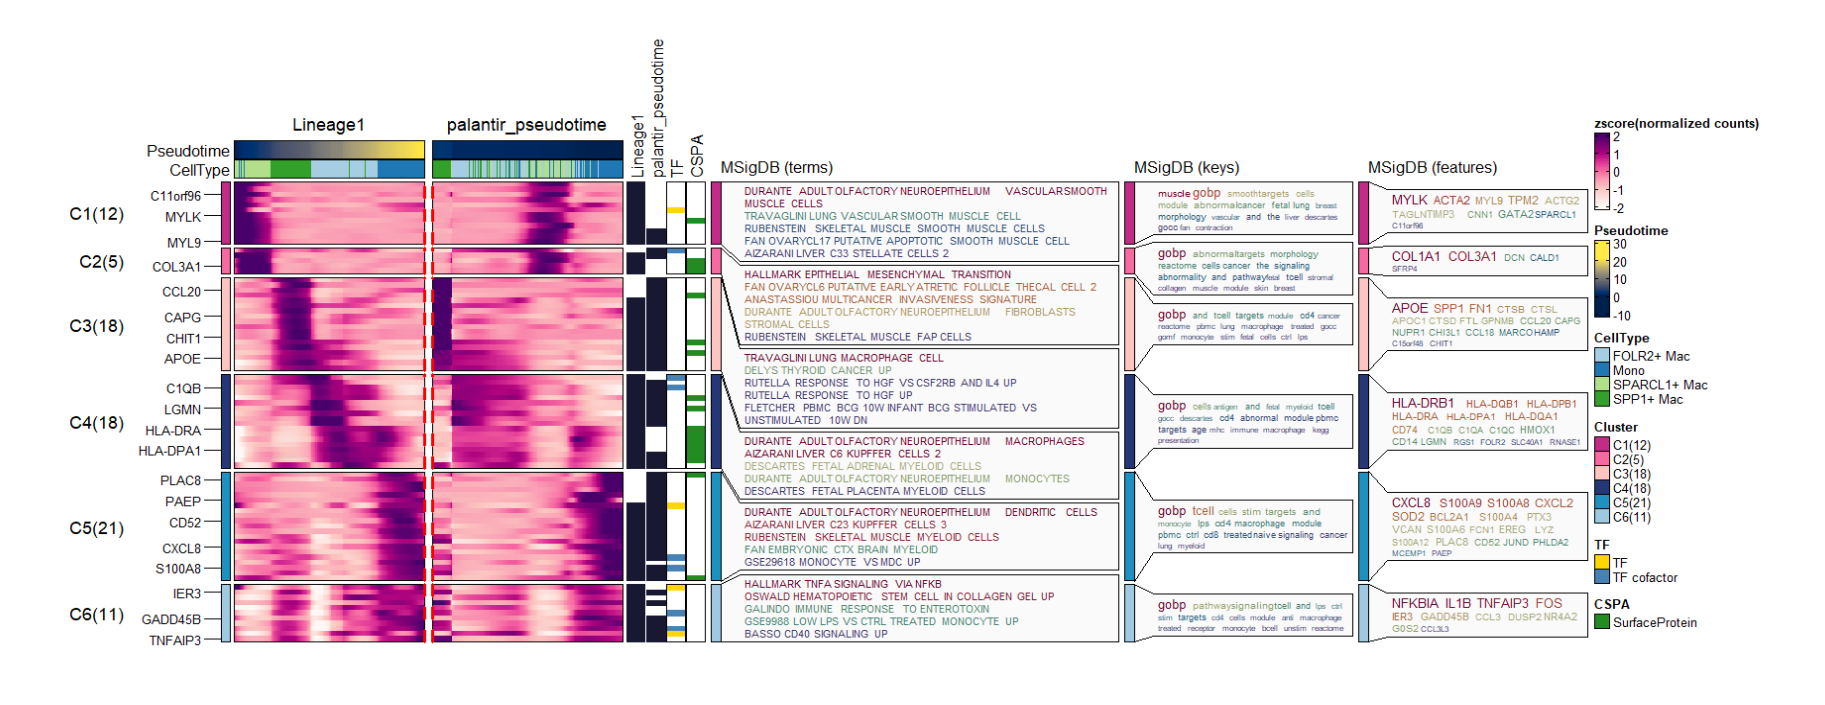 Lineage1
palantir_pseudotime
Lineage1
palantir_pseudotime
TF
CSPA
MSigDB (terms)
MSigDB (keys)
MSigDB (features)
Pseudotime
CellType
C1(12)
C2(5)
C3(18)
C4(18)
C5(21)
C6(11)
C11orf96
MYLK
MYL9
COL3A1
CCL20
CAPG
CHIT1
APOE
C1QB
LGMN
HLA-DRA
HLA-DPA1
PLAC8
PAEP
CD52
CXCL8
S100A8
IER3
GADD45B
TNFAIP3
DURANTE ADULT OLFACTORY NEUROEPITHELIUM VASCULAR SMOOTH
MUSCLE CELLS
TRAVAGLINI LUNG VASCULAR SMOOTH MUSCLE CELL
RUBENSTEIN SKELETAL MUSCLE SMOOTH MUSCLE CELLS
FAN OVARY CL17 PUTATIVE APOPTOTIC SMOOTH MUSCLE CELL
AIZARANI LIVER C33 STELLATE CELLS 2
HALLMARK EPITHELIAL MESENCHYMAL TRANSITION
FAN OVARY CL6 PUTATIVE EARLY ATRETIC FOLLICLE THECAL CELL 2
ANASTASSIOU MULTICANCER INVASIVENESS SIGNATURE
DURANTE ADULT OLFACTORY NEUROEPITHELIUM FIBROBLASTS
STROMAL CELLS
RUBENSTEIN SKELETAL MUSCLE FAP CELLS
TRAVAGLINI LUNG MACROPHAGE CELL
DELYS THYROID CANCER UP
RUTELLA RESPONSE TO HGF VS CSF2RB AND IL4 UP
RUTELLA RESPONSE TO HGF UP
FLETCHER PBMC BCG 10W INFANT BCG STIMULATED VS
UNSTIMULATED 10W DN
DURANTE ADULT OLFACTORY NEUROEPITHELIUM MACROPHAGES
AIZARANI LIVER C6 KUPFFER CELLS 2
DESCARTES FETAL ADRENAL MYELOID CELLS
DURANTE ADULT OLFACTORY NEUROEPITHELIUM MONOCYTES
DESCARTES FETAL PLACENTA MYELOID CELLS
DURANTE ADULT OLFACTORY NEUROEPITHELIUM DENDRITIC CELLS
AIZARANI LIVER C23 KUPFFER CELLS 3
RUBENSTEIN SKELETAL MUSCLE MYELOID CELLS
FAN EMBRYONIC CTX BRAIN MYELOID
GSE29618 MONOCYTE VS MDC UP
HALLMARK TNFA SIGNALING VIA NFKB
OSWALD HEMATOPOIETIC STEM CELL IN COLLAGEN GEL UP
GALINDO IMMUNE RESPONSE TO ENTEROTOXIN
GSE9988 LOW LPS VS CTRL TREATED MONOCYTE UP
BASSO CD40 SIGNALING UP
muscle gobp smooth targets cells
module abnormal cancer fetal lung breast
morphology vascular and the liver descartes
gocc fan contraction
gobp abnormal targets morphology
reactome cells cancer the signaling
abnormality and pathway fetal tcell stromal
collagen muscle module skin breast
gobp and tcell targets module cd4 cancer
reactome pbmc lung macrophage treated gocc
gomf monocyte stim fetal cells ctrl lps
gobp cells antigen and fetal myeloid tcell
gocc descartes cd4 abnormal module pbmc
targets age mhc immune macrophage kegg
presentation
gobp tcell cells stim targets and
monocyte lps cd4 macrophage module
pbmc ctrl cd8 treated naive signaling cancer
lung myeloid
gobp pathway signaling tcell and lps ctrl
stim targets cd4 cells module anti macrophage
treated receptor monocyte bcell unstim reactome
MYLK ACTA2 MYL9 TPM2 ACTG2
TAGLN TIMP3 CNN1 GATA2 SPARCL1
C11orf96
COL1A1 COL3A1 DCN CALD1
SFRP4
APOE SPP1 FN1 CTSB CTSL
APOC1 CTSD FTL GPNMB CCL20 CAPG
NUPR1 CHI3L1 CCL18 MARCO HAMP
C15orf48 CHIT1
HLA-DRB1 HLA-DQB1 HLA-DPB1
HLA-DRA HLA-DPA1 HLA-DQA1
CD74 C1QB C1QA C1QC HMOX1
CD14 LGMN RGS1 FOLR2 SLC40A1 RNASE1
CXCL8 S100A9 S100A8 CXCL2
SOD2 BCL2A1 S100A4 PTX3
VCAN S100A6 FCN1 EREG LYZ
S100A12 PLAC8 CD52 JUND PHLDA2
MCEMP1 PAEP
NFKBIA IL1B TNFAIP3 FOS
IER3 GADD45B CCL3 DUSP2 NR4A2
G0S2 CCL3L3
zscore(normalized counts)
2
1
0
-1
-2
Pseudotime
30
20
10
0
-10
CellType
FOLR2+ Mac
Mono
SPARCL1+ Mac
SPP1+ Mac
Cluster
C1(12)
C2(5)
C3(18)
C4(18)
C5(21)
C6(11)
TF
TF
TF cofactor
CSPA
SurfaceProtein